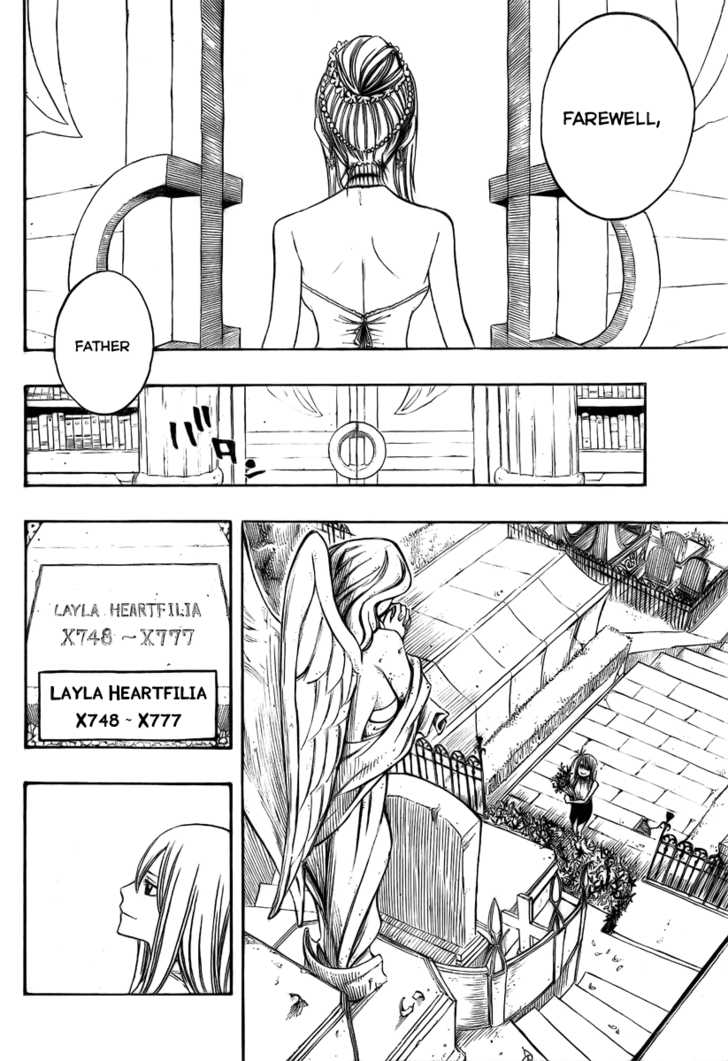 FAREWELL,
FATHER
バタン
LAYLA HEARTFILIA
X748 ~ X777
LAYLA HEARTFILIA
X748 ~ X777